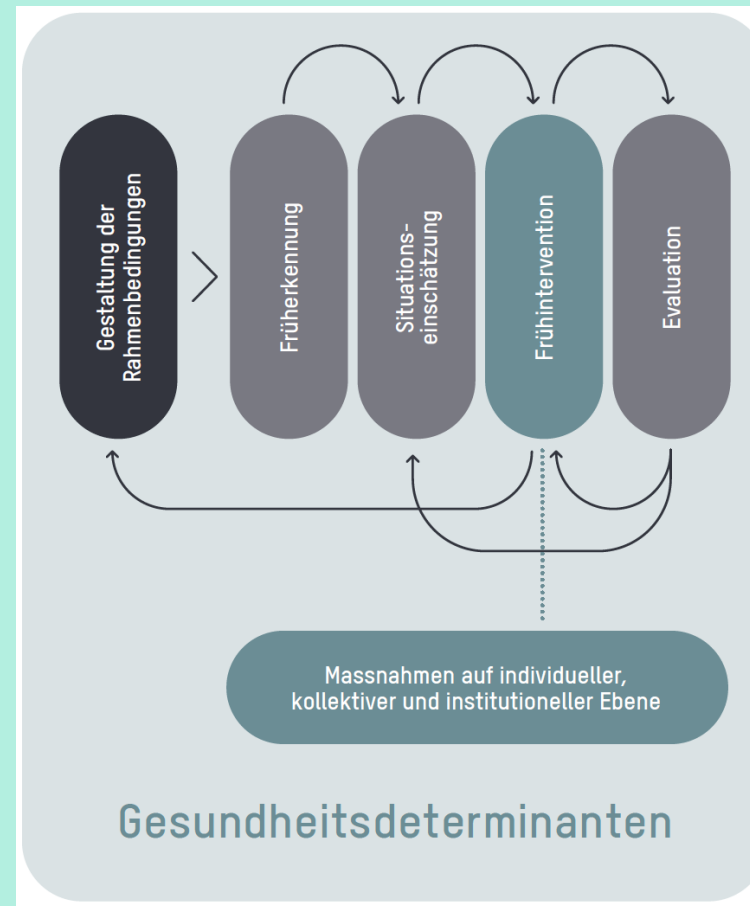 Gestaltung der
Rahmenbedingungen
Früherkennung
Situations-
einschätzung
Frühintervention
Evaluation
Massnahmen auf individueller,
kollektiver und institutioneller Ebene
Gesundheitsdeterminanten